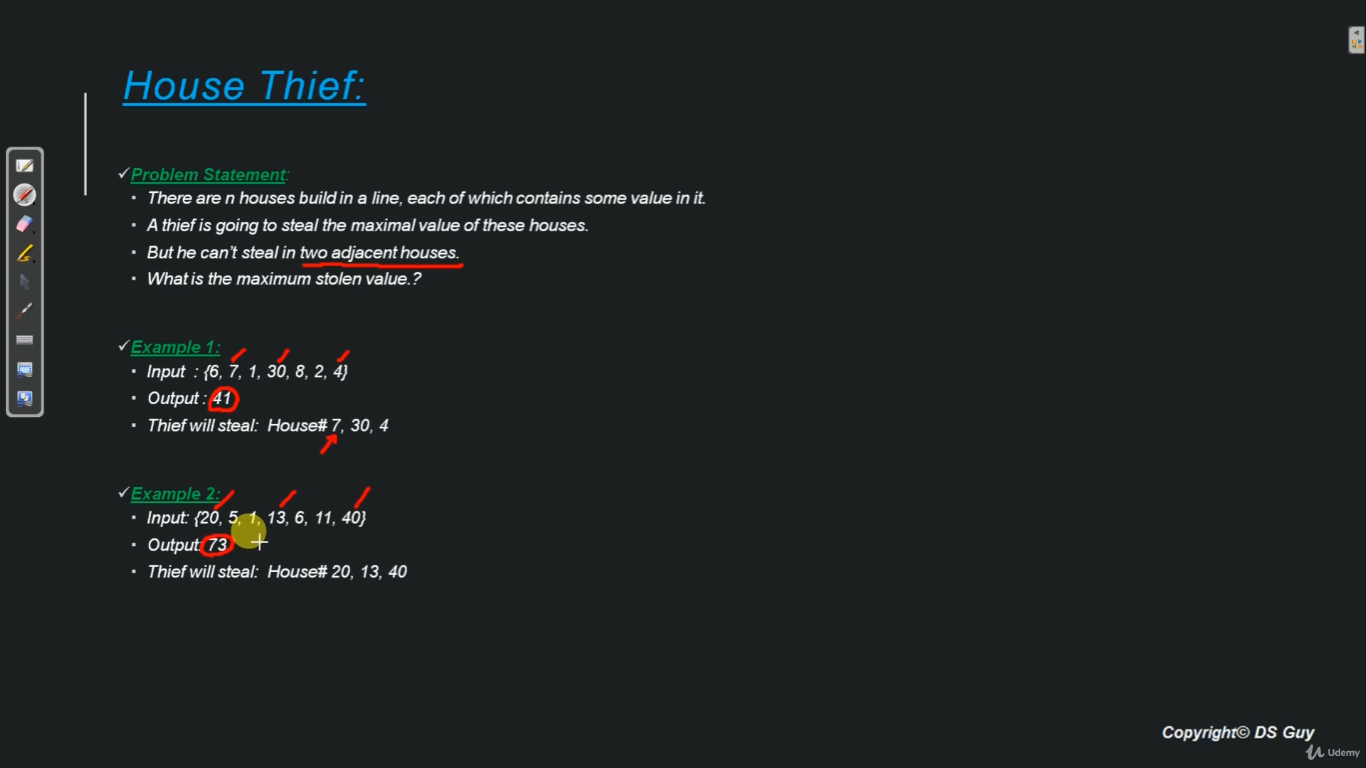 House Thief:
Problem Statement:
There are n houses build in a line, each of which contains some value in it.
A thief is going to steal the maximal value of these houses.
But he can't steal in two adjacent houses.
What is the maximum stolen value.?
Example 1:
Input : {6, 7, 1, 30, 8, 2, 4}
Output : 41
Thief will steal: House# 7, 30, 4
Example 2:
Input: {20, 5, 1, 13, 6, 11, 40}
Output: 73
Thief will steal: House# 20, 13, 40
Copyright© DS Guy
Udemy